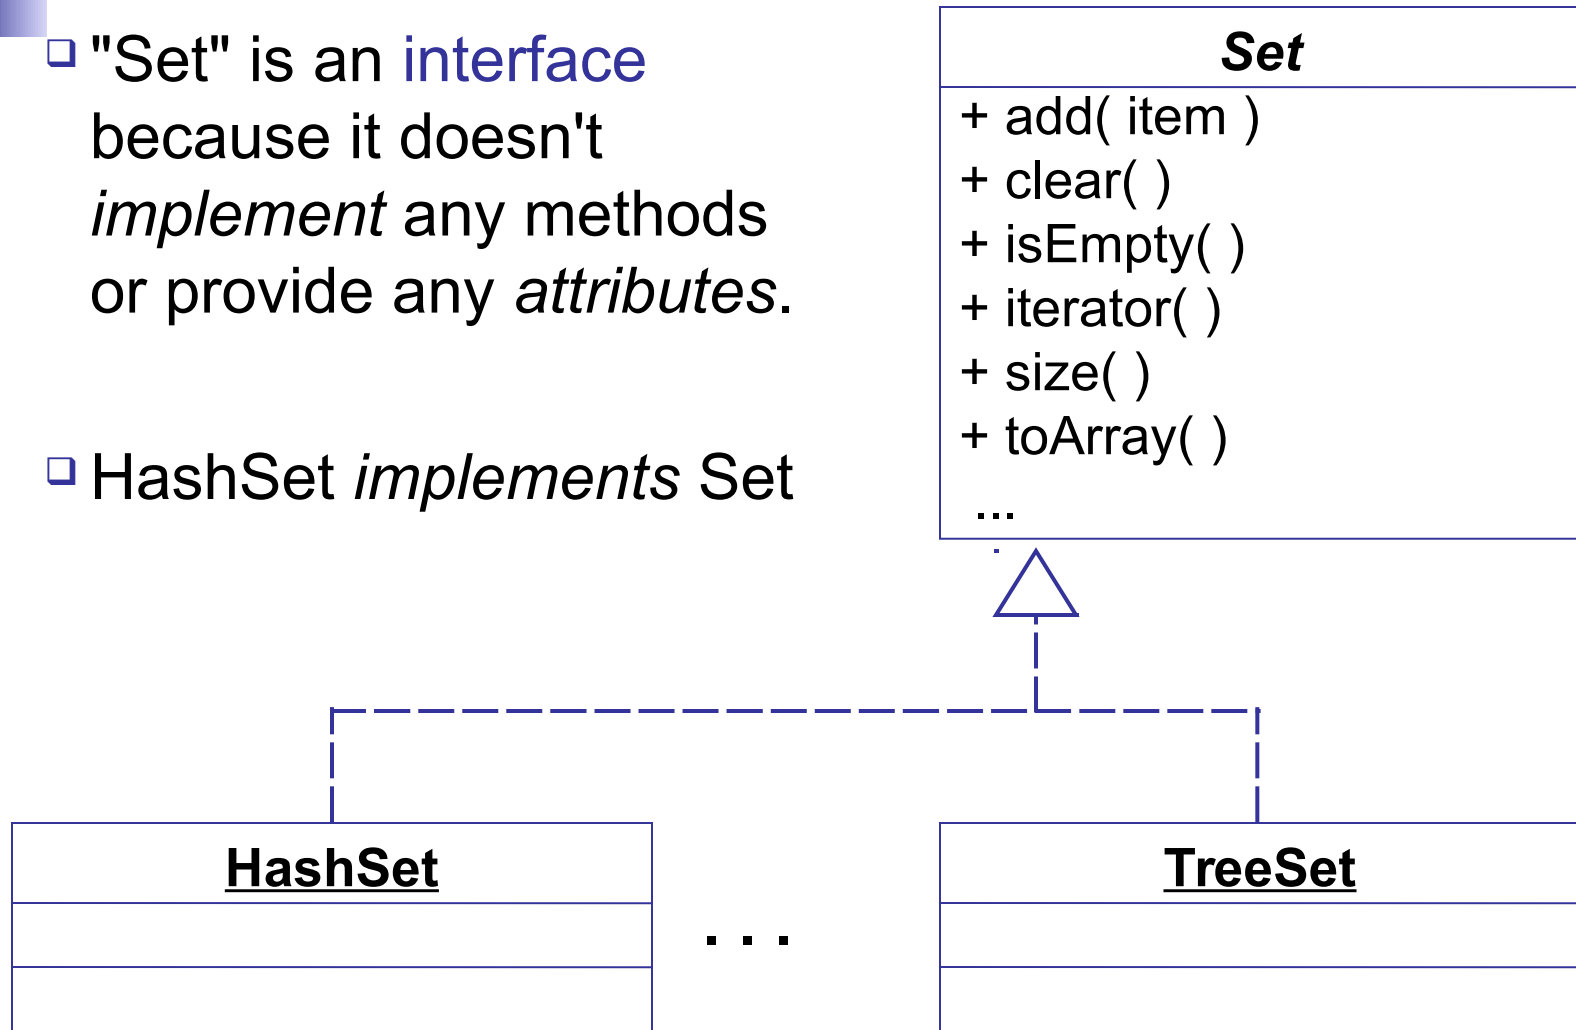 "Set" is an interface
because it doesn't
implement any methods
or provide any attributes.
HashSet implements Set
Set
+ add( item )
+ clear( )
+ isEmpty( )
+ iterator( )
+ size( )
+ toArray( )
...
HashSet
. . .
TreeSet